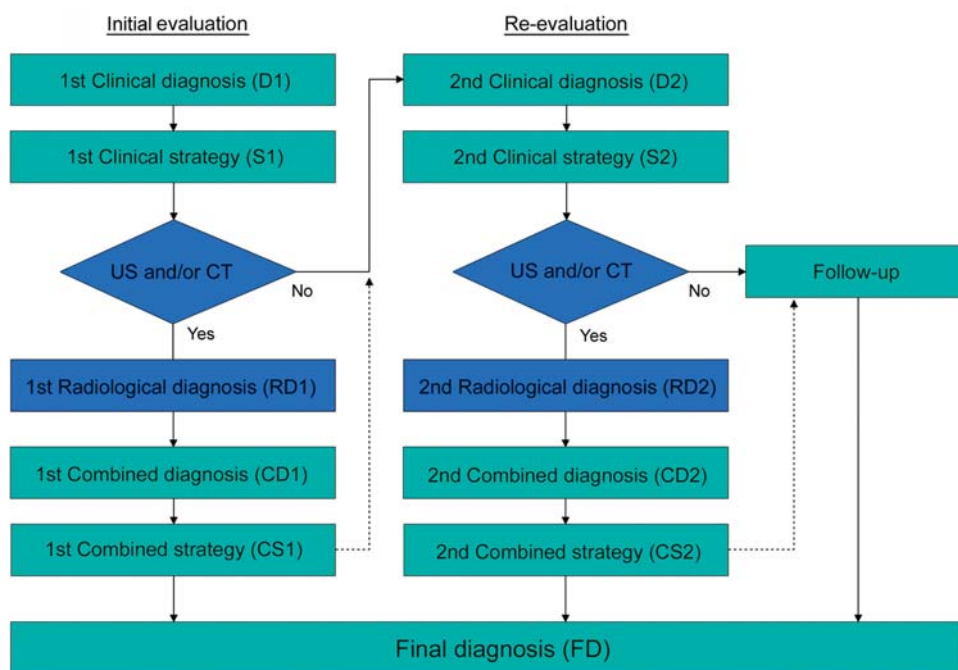 Initial evaluation
1st Clinical diagnosis (D1)
1st Clinical strategy (S1)
US and/or CT
No
Yes
1st Radiological diagnosis (RD1)
1st Combined diagnosis (CD1)
1st Combined strategy (CS1)
Re-evaluation
2nd Clinical diagnosis (D2)
2nd Clinical strategy (S2)
US and/or CT
No
Yes
2nd Radiological diagnosis (RD2)
2nd Combined diagnosis (CD2)
2nd Combined strategy (CS2)
Follow-up
Final diagnosis (FD)